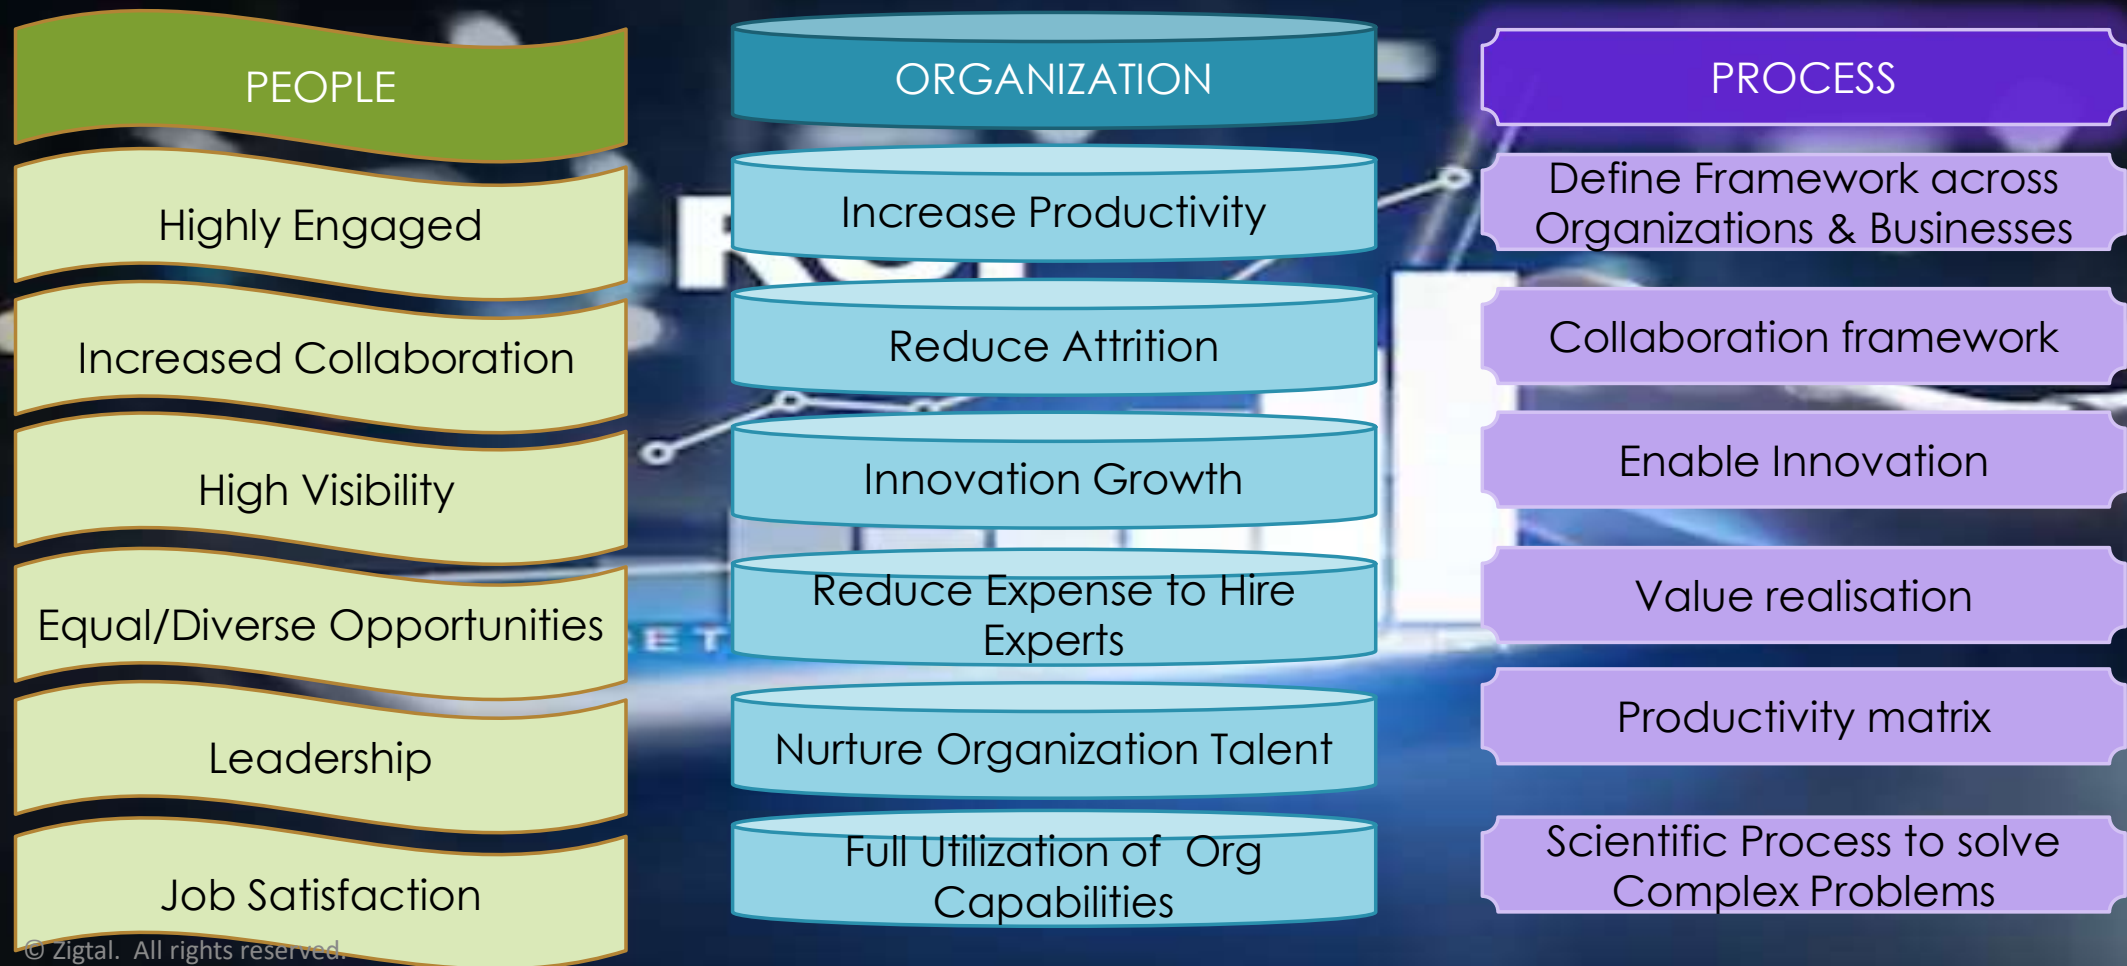 PEOPLE
Highly Engaged
Increased Collaboration
High Visibility
Equal/Diverse Opportunities
Leadership
Job Satisfaction
ORGANIZATION
Increase Productivity
Reduce Attrition
Innovation Growth
Reduce Expense to Hire
Experts
Nurture Organization Talent
Full Utilization of  Org
Capabilities
PROCESS
Define Framework across
Organizations & Businesses
Collaboration framework
Enable Innovation
Value realisation
Productivity matrix
Scientific Process to solve
Complex Problems
© Zigtal.  All rights reserved.